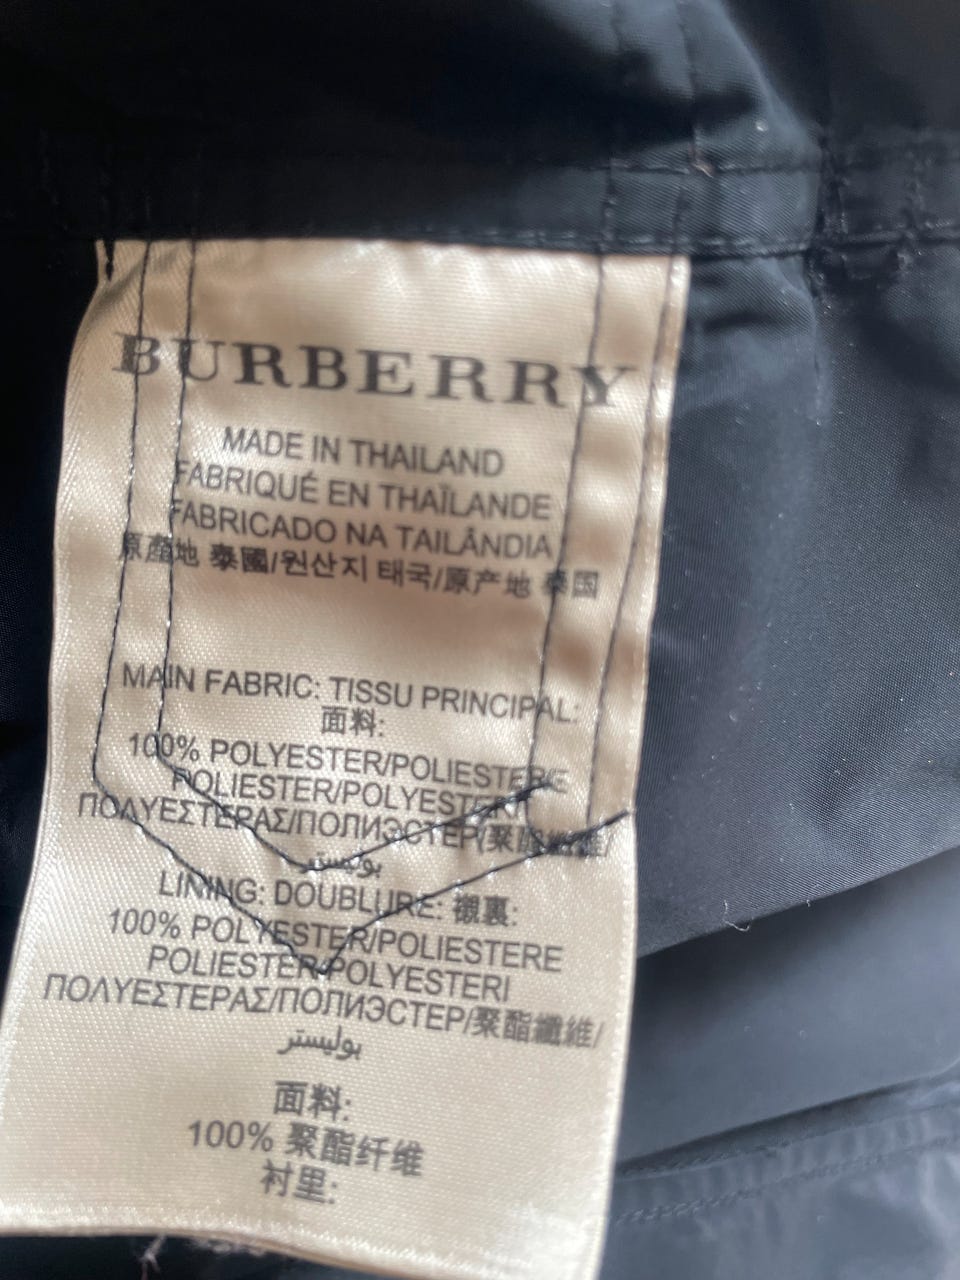 BURBERRY
MADE IN THAILAND
FABRIQUÉ EN THAÏLANDE
FABRICADO NA TAILÂNDIA
原產地 泰國/원산지 태국/原产地 泰国
MAIN FABRIC: TISSU PRINCIPAL:
面料:
100% POLYESTER/POLIESTERE
POLIESTER/POLYESTERI
ΠΟΛΥΕΣΤΕΡΑΣ/ПОЛИЭСТЕР/聚酯纖維/
بوليستر
LINING: DOUBLURE: 襯裏:
100% POLYESTER/POLIESTERE
POLIESTER/POLYESTERI
ΠΟΛΥΕΣΤΕΡΑΣ/ПОЛИЭСТЕР/聚酯纖維/
بوليستر
面料:
100% 聚酯纤维
衬里: